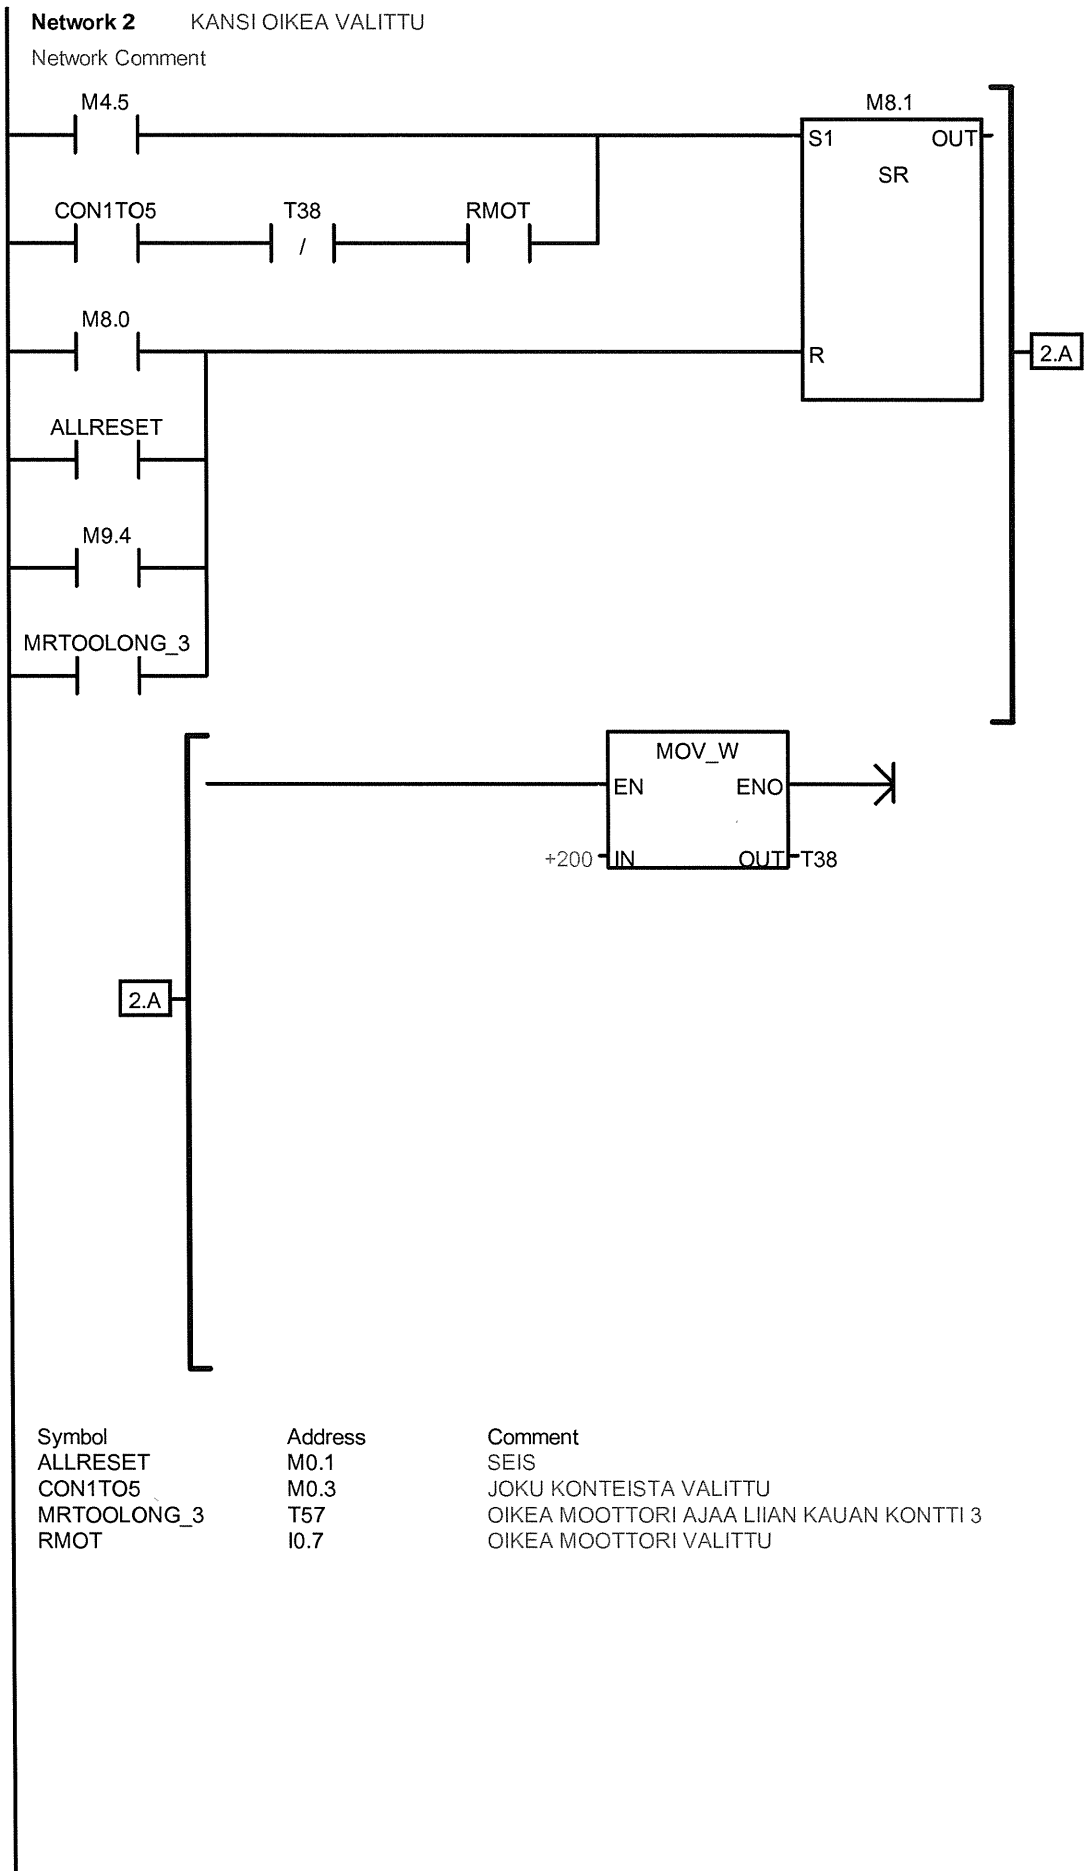 Network 2 KANSI OIKEA VALITTU
Network Comment
M4.5 M8.1
S1 OUT
SR
CON1TO5 T38 RMOT
/
M8.0
R
2.A
ALLRESET
M9.4
MRTOOLONG_3
MOV_W
EN ENO
+200 IN OUT T38
2.A
Symbol Address Comment
ALLRESET M0.1 SEIS
CON1TO5 M0.3 JOKU KONTEISTA VALITTU
MRTOOLONG_3 T57 OIKEA MOOTTORI AJAA LIIAN KAUAN KONTTI 3
RMOT I0.7 OIKEA MOOTTORI VALITTU